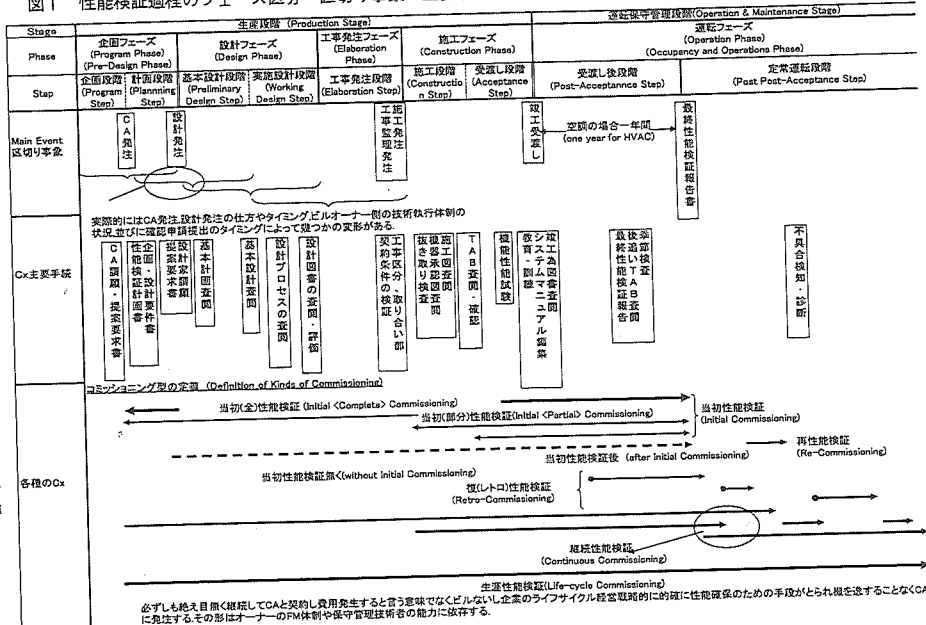 図1 性能検証過程のフェーズ区分
Stage
生産段階 (Production Stage)
運転保守管理段階(Operation & Maintenance Stage)
Phase
企画フェーズ
(Program Phase)
(Pre-Design Phase)
設計フェーズ
(Design Phase)
工事発注フェーズ
(Elaboration
Phase)
施工フェーズ
(Construction Phase)
運転フェーズ
(Operation Phase)
(Occupancy and Operations Phase)
Step
企画段階
(Program
Step)
計画段階
(Plannning
Step)
基本設計段階
(Preliminary
Design Step)
実施設計段階
(Working
Design Step)
工事発注段階
(Elaboration Step)
施工段階
(Constructio
n Step)
受渡し段階
(Acceptance
Step)
受渡し後段階
(Post-Acceptannce Step)
定常運転段階
(Post Post-Acceptance Step)
Main Event
区切り事象
CA発注
設計発注
施工発注
工事監理発注
竣工受渡し
空調の場合一年間
(one year for HVAC)
最終性能検証報告書
実際的にはCA発注,設計発注の仕方やタイミング,ビルオーナー側の技術執行体制の
状況,並びに確認申請提出のタイミングによって幾つかの変形がある.
Cx主要手続
CA願・提案要求書
企画・設計要件書
性能検証計画書
設計家
提案要求書
基本計画査閲
基本設計査閲
設計プロセスの査閲
設計図書の査閲・評価
工事区分、取り合い部
契約条件の検証
施工図査閲
機器承認図査閲
抜き取り検査
TAB査閲・確認
機能性能試験
竣工為図書査閲
システムマニュアル編纂
教育・訓練
季節検査
後追いTAB査閲
最終性能検証報告
不具合検知・診断
コミッショニング型の定義 (Definition of Kinds of Commissioning)
各種のCx
当初(全)性能検証 (Initial <Complete> Commissioning)
当初(部分)性能検証(Initial <Partial> Commissioning)
当初性能検証
(Initial Commissioning)
当初性能検証後 (after Initial Commissioning)
再性能検証
(Re-Commissioning)
当初性能検証無く(without Initial Commissioning)
復(レトロ)性能検証
(Retro-Commissioning)
継続性能検証
(Continuous Commissioning)
生涯性能検証(Life-cycle Commissioning)
必ずしも絶え目無く継続してCAと契約し費用発生すると言う意味でなく,ビルないし企業のライフサイクル経営戦略的に的確に性能確保のための手段がとられ機を逸することなくCA
に発注する.その形はオーナーのFM体制や保守管理技術者の能力に依存する.